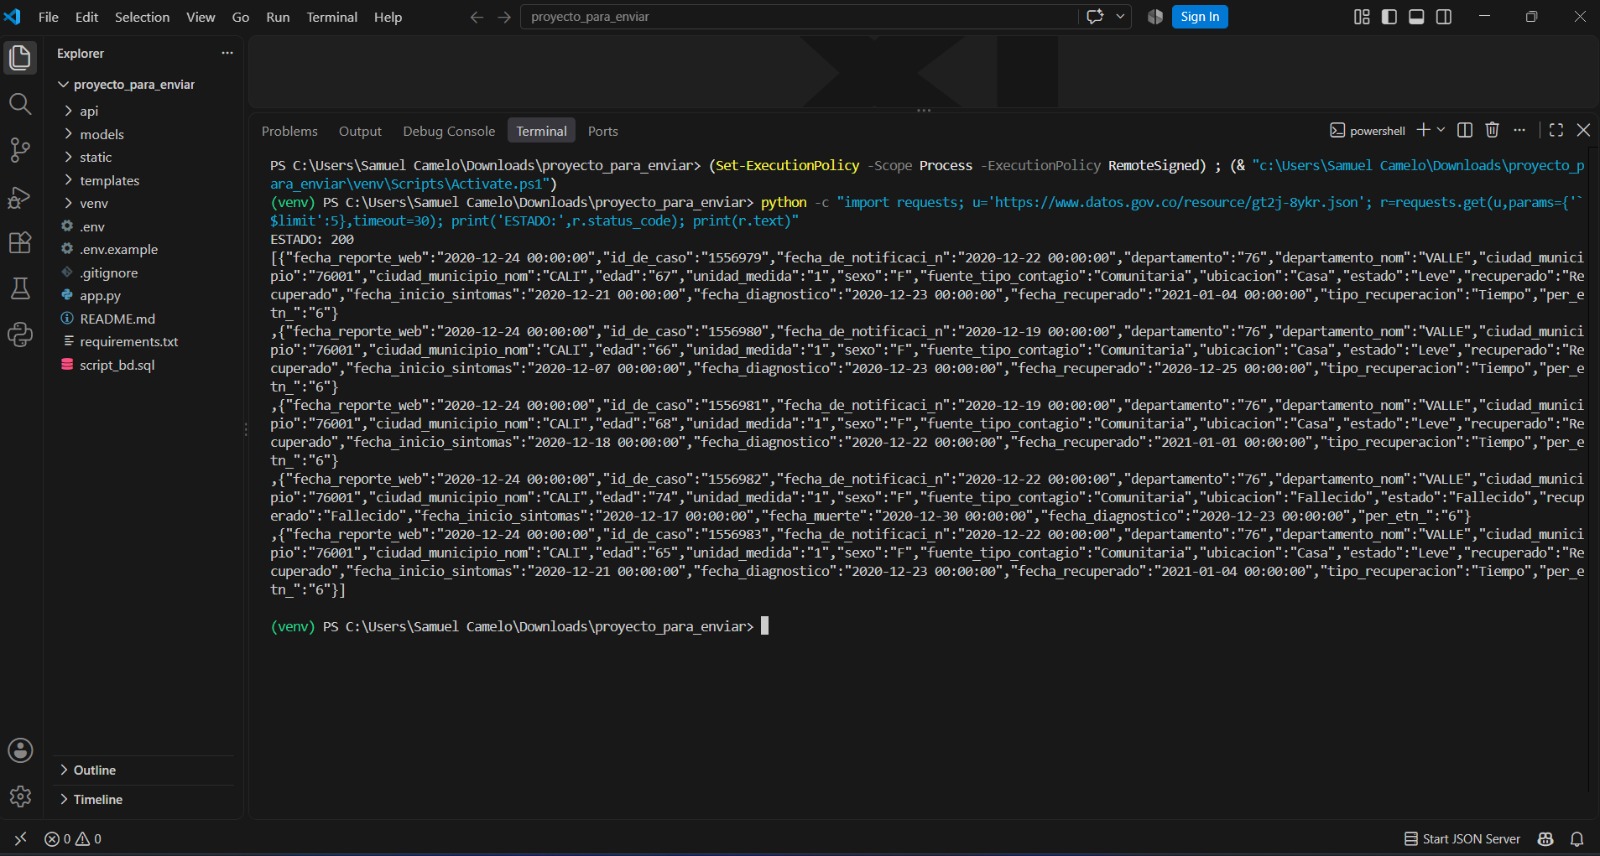 File Edit Selection View Go Run Terminal Help
proyecto_para_enviar
Sign In
Explorer
proyecto_para_enviar
api
models
static
templates
venv
.env
.env.example
.gitignore
app.py
README.md
requirements.txt
script_bd.sql
Outline
Timeline
Problems Output Debug Console Terminal Ports
powershell
PS C:\Users\Samuel Camelo\Downloads\proyecto_para_enviar> (Set-ExecutionPolicy -Scope Process -ExecutionPolicy RemoteSigned) ; (& "c:\Users\Samuel Camelo\Downloads\proyecto_p
ara_enviar\venv\Scripts\Activate.ps1")
(venv) PS C:\Users\Samuel Camelo\Downloads\proyecto_para_enviar> python -c "import requests; u='https://www.datos.gov.co/resource/gt2j-8ykr.json'; r=requests.get(u,params={'`
$limit':5},timeout=30); print('ESTADO:',r.status_code); print(r.text)"
ESTADO: 200
[{"fecha_reporte_web":"2020-12-24 00:00:00","id_de_caso":"1556979","fecha_de_notificaci_n":"2020-12-22 00:00:00","departamento":"76","departamento_nom":"VALLE","ciudad_munici
pio":"76001","ciudad_municipio_nom":"CALI","edad":"67","unidad_medida":"1","sexo":"F","fuente_tipo_contagio":"Comunitaria","ubicacion":"Casa","estado":"Leve","recuperado":"Re
cuperado","fecha_inicio_sintomas":"2020-12-21 00:00:00","fecha_diagnostico":"2020-12-23 00:00:00","fecha_recuperado":"2021-01-04 00:00:00","tipo_recuperacion":"Tiempo","per_e
tn_":"6"}
,{"fecha_reporte_web":"2020-12-24 00:00:00","id_de_caso":"1556980","fecha_de_notificaci_n":"2020-12-19 00:00:00","departamento":"76","departamento_nom":"VALLE","ciudad_munici
pio":"76001","ciudad_municipio_nom":"CALI","edad":"66","unidad_medida":"1","sexo":"F","fuente_tipo_contagio":"Comunitaria","ubicacion":"Casa","estado":"Leve","recuperado":"Re
cuperado","fecha_inicio_sintomas":"2020-12-07 00:00:00","fecha_diagnostico":"2020-12-23 00:00:00","fecha_recuperado":"2020-12-25 00:00:00","tipo_recuperacion":"Tiempo","per_e
tn_":"6"}
,{"fecha_reporte_web":"2020-12-24 00:00:00","id_de_caso":"1556981","fecha_de_notificaci_n":"2020-12-19 00:00:00","departamento":"76","departamento_nom":"VALLE","ciudad_munici
pio":"76001","ciudad_municipio_nom":"CALI","edad":"68","unidad_medida":"1","sexo":"F","fuente_tipo_contagio":"Comunitaria","ubicacion":"Casa","estado":"Leve","recuperado":"Re
cuperado","fecha_inicio_sintomas":"2020-12-18 00:00:00","fecha_diagnostico":"2020-12-22 00:00:00","fecha_recuperado":"2021-01-01 00:00:00","tipo_recuperacion":"Tiempo","per_e
tn_":"6"}
,{"fecha_reporte_web":"2020-12-24 00:00:00","id_de_caso":"1556982","fecha_de_notificaci_n":"2020-12-22 00:00:00","departamento":"76","departamento_nom":"VALLE","ciudad_munici
pio":"76001","ciudad_municipio_nom":"CALI","edad":"74","unidad_medida":"1","sexo":"F","fuente_tipo_contagio":"Comunitaria","ubicacion":"Fallecido","estado":"Fallecido","recup
erado":"Fallecido","fecha_inicio_sintomas":"2020-12-17 00:00:00","fecha_muerte":"2020-12-30 00:00:00","fecha_diagnostico":"2020-12-23 00:00:00","per_etn_":"6"}
,{"fecha_reporte_web":"2020-12-24 00:00:00","id_de_caso":"1556983","fecha_de_notificaci_n":"2020-12-22 00:00:00","departamento":"76","departamento_nom":"VALLE","ciudad_munici
pio":"76001","ciudad_municipio_nom":"CALI","edad":"65","unidad_medida":"1","sexo":"F","fuente_tipo_contagio":"Comunitaria","ubicacion":"Casa","estado":"Leve","recuperado":"Re
cuperado","fecha_inicio_sintomas":"2020-12-21 00:00:00","fecha_diagnostico":"2020-12-23 00:00:00","fecha_recuperado":"2021-01-04 00:00:00","tipo_recuperacion":"Tiempo","per_e
tn_":"6"}]
(venv) PS C:\Users\Samuel Camelo\Downloads\proyecto_para_enviar>
0 0
Start JSON Server